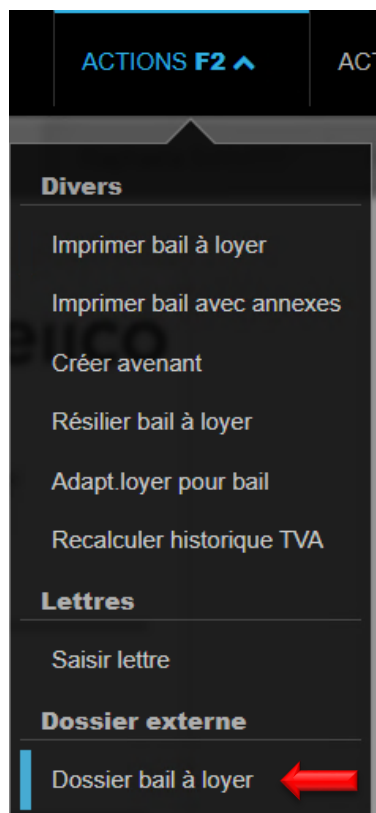 ACTIONS F2
ACT
Divers
Imprimer bail à loyer
Imprimer bail avec annexes
Créer avenant
Résilier bail à loyer
Adapt.loyer pour bail
Recalculer historique TVA
Lettres
Saisir lettre
Dossier externe
Dossier bail à loyer